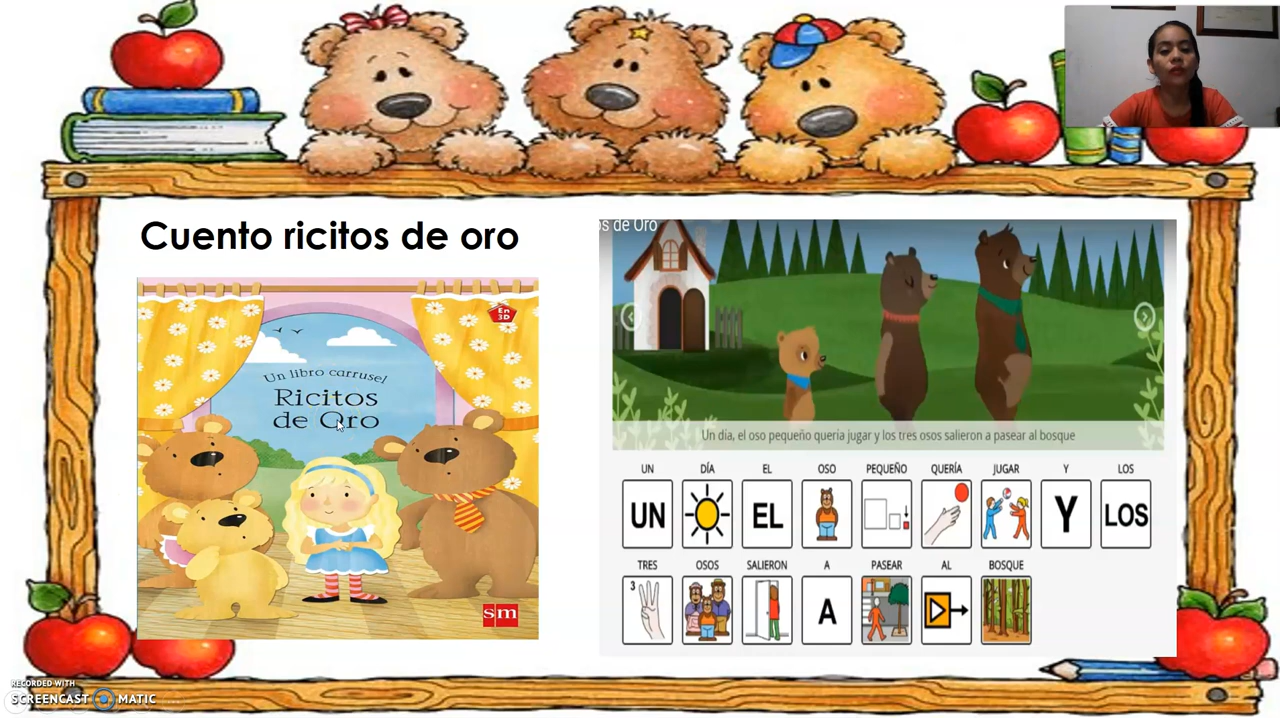 Cuento ricitos de oro
En
3D
Un libro carrusel
Ricitos
de Oro
sm
os de Oro
Un día, el oso pequeño quería jugar y los tres osos salieron a pasear al bosque
UN DÍA EL OSO PEQUEÑO QUERÍA JUGAR Y LOS
UN EL Y LOS
TRES OSOS SALIERON A PASEAR AL BOSQUE
3 A
RECORDED WITH
SCREENCAST MATIC